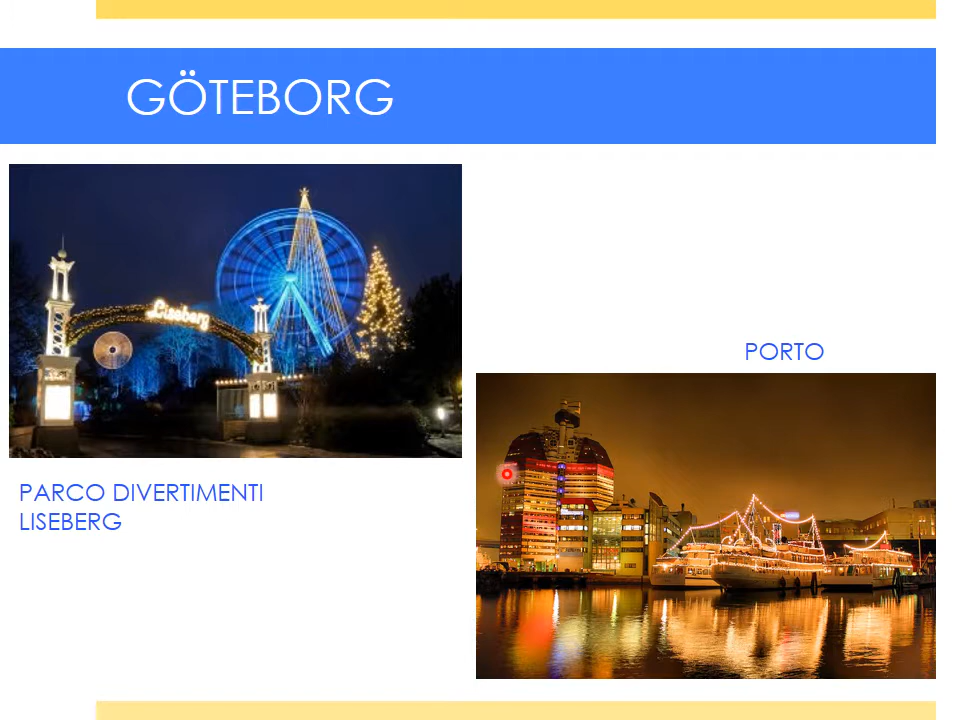 GÖTEBORG
Liseberg
PORTO
PARCO DIVERTIMENTI
LISEBERG